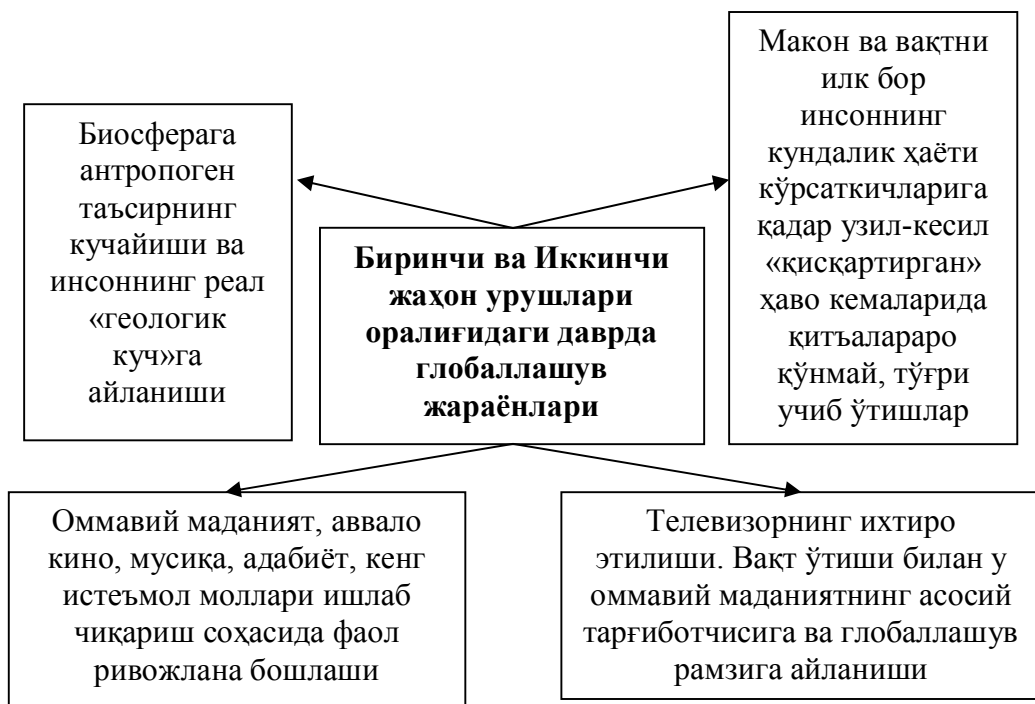 Биосферага
антропоген
таъсирнинг
кучайиши ва
инсоннинг реал
«геологик
куч»га
айланиши
Макон ва вақтни
илк бор
инсоннинг
кундалик ҳаёти
кўрсаткичларига
қадар узил-кесил
«қисқартирган»
ҳаво кемаларида
қитъалараро
қўнмай, тўғри
учиб ўтишлар
Биринчи ва Иккинчи
жаҳон урушлари
оралиғидаги даврда
глобаллашув
жараёнлари
Оммавий маданият, аввало
кино, мусиқа, адабиёт, кенг
истеъмол моллари ишлаб
чиқариш соҳасида фаол
ривожлана бошлаши
Телевизорнинг ихтиро
этилиши. Вақт ўтиши билан у
оммавий маданиятнинг асосий
тарғиботчисига ва глобаллашув
рамзига айланиши